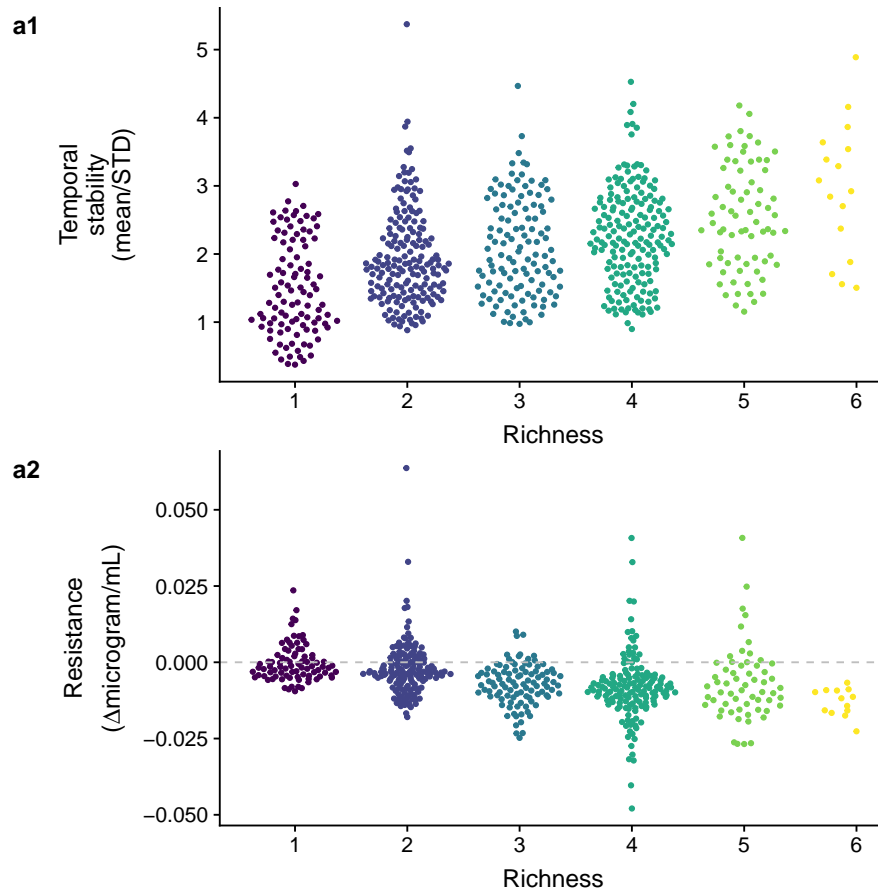 a1
Temporal
stability
(mean/STD)
5
4
3
2
1
1 2 3 4 5 6
Richness
a2
Resistance
(Δmicrogram/mL)
0.050
0.025
0.000
−0.025
−0.050
1 2 3 4 5 6
Richness